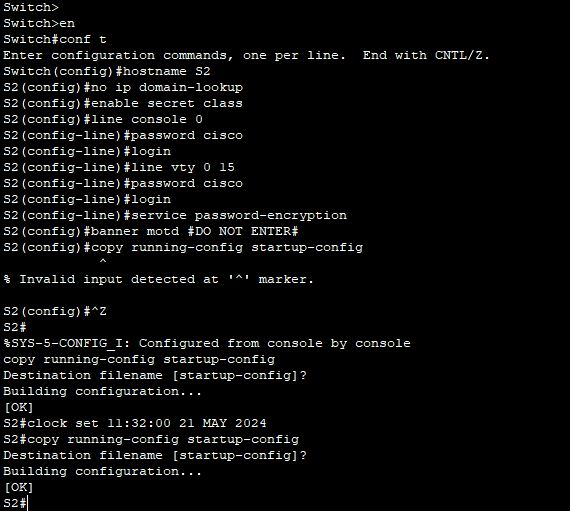 Switch>
Switch>en
Switch#conf t
Enter configuration commands, one per line.  End with CNTL/Z.
Switch(config)#hostname S2
S2(config)#no ip domain-lookup
S2(config)#enable secret class
S2(config)#line console 0
S2(config-line)#password cisco
S2(config-line)#login
S2(config-line)#line vty 0 15
S2(config-line)#password cisco
S2(config-line)#login
S2(config-line)#service password-encryption
S2(config)#banner motd #DO NOT ENTER#
S2(config)#copy running-config startup-config
            ^
% Invalid input detected at '^' marker.
S2(config)#^Z
S2#
%SYS-5-CONFIG_I: Configured from console by console
copy running-config startup-config
Destination filename [startup-config]?
Building configuration...
[OK]
S2#clock set 11:32:00 21 MAY 2024
S2#copy running-config startup-config
Destination filename [startup-config]?
Building configuration...
[OK]
S2#